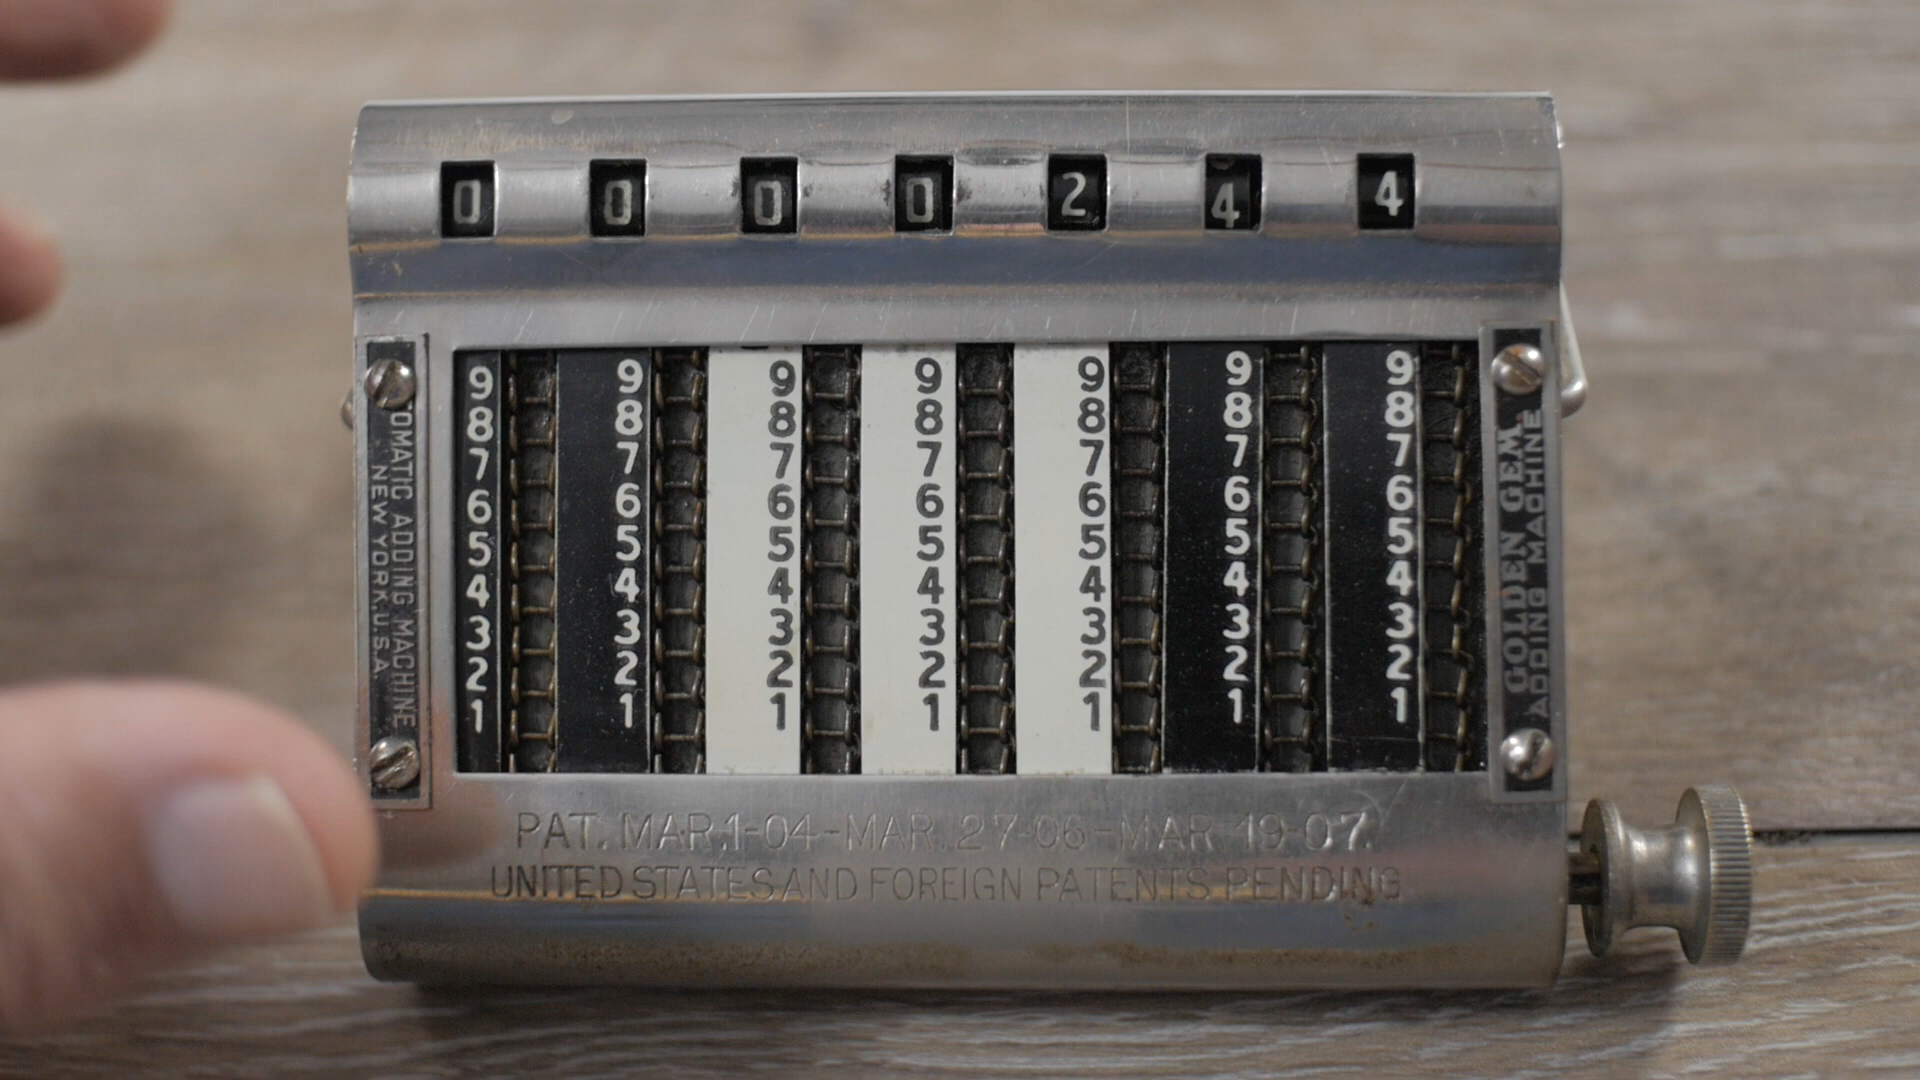 0 0 0 0 2 4 4
9 9 9 9 9 9 9
8 8 8 8 8 8 8
7 7 7 7 7 7 7
6 6 6 6 6 6 6
5 5 5 5 5 5 5
4 4 4 4 4 4 4
3 3 3 3 3 3 3
2 2 2 2 2 2 2
1 1 1 1 1 1 1
OMATIC ADDING MACHINE
NEW YORK, U.S.A.
GOLDEN GEM
ADDING MACHINE
PAT. MAR.1-04-MAR.27-06-MAR 19-07.
UNITED STATES AND FOREIGN PATENTS PENDING